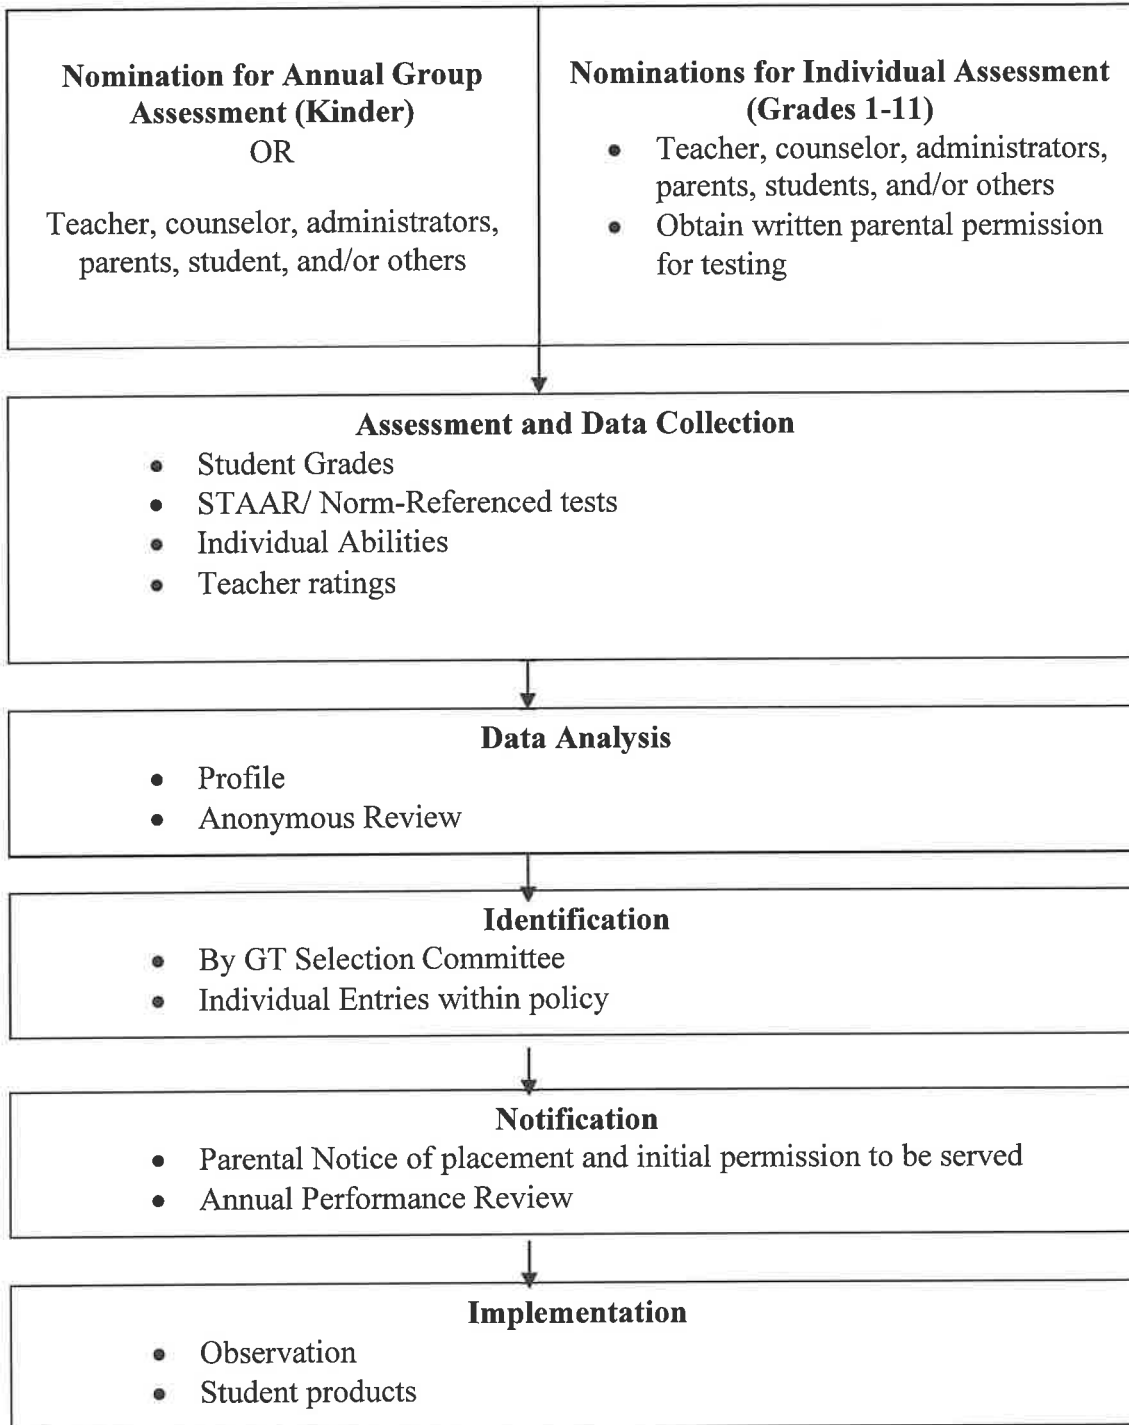 Nomination for Annual Group
Assessment (Kinder)
OR
Teacher, counselor, administrators,
parents, student, and/or others
Nominations for Individual Assessment
(Grades 1-11)
• Teacher, counselor, administrators,
parents, students, and/or others
• Obtain written parental permission
for testing
Assessment and Data Collection
• Student Grades
• STAAR/ Norm-Referenced tests
• Individual Abilities
• Teacher ratings
Data Analysis
• Profile
• Anonymous Review
Identification
• By GT Selection Committee
• Individual Entries within policy
Notification
• Parental Notice of placement and initial permission to be served
• Annual Performance Review
Implementation
• Observation
• Student products